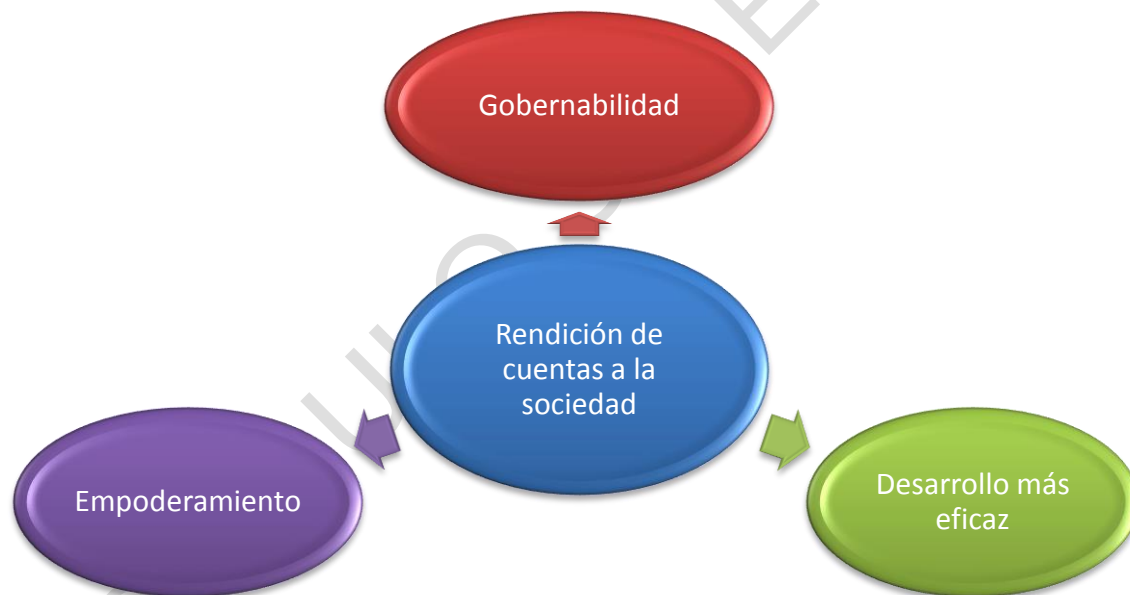 Gobernabilidad
Rendición de
cuentas a la
sociedad
Empoderamiento
Desarrollo más
eficaz